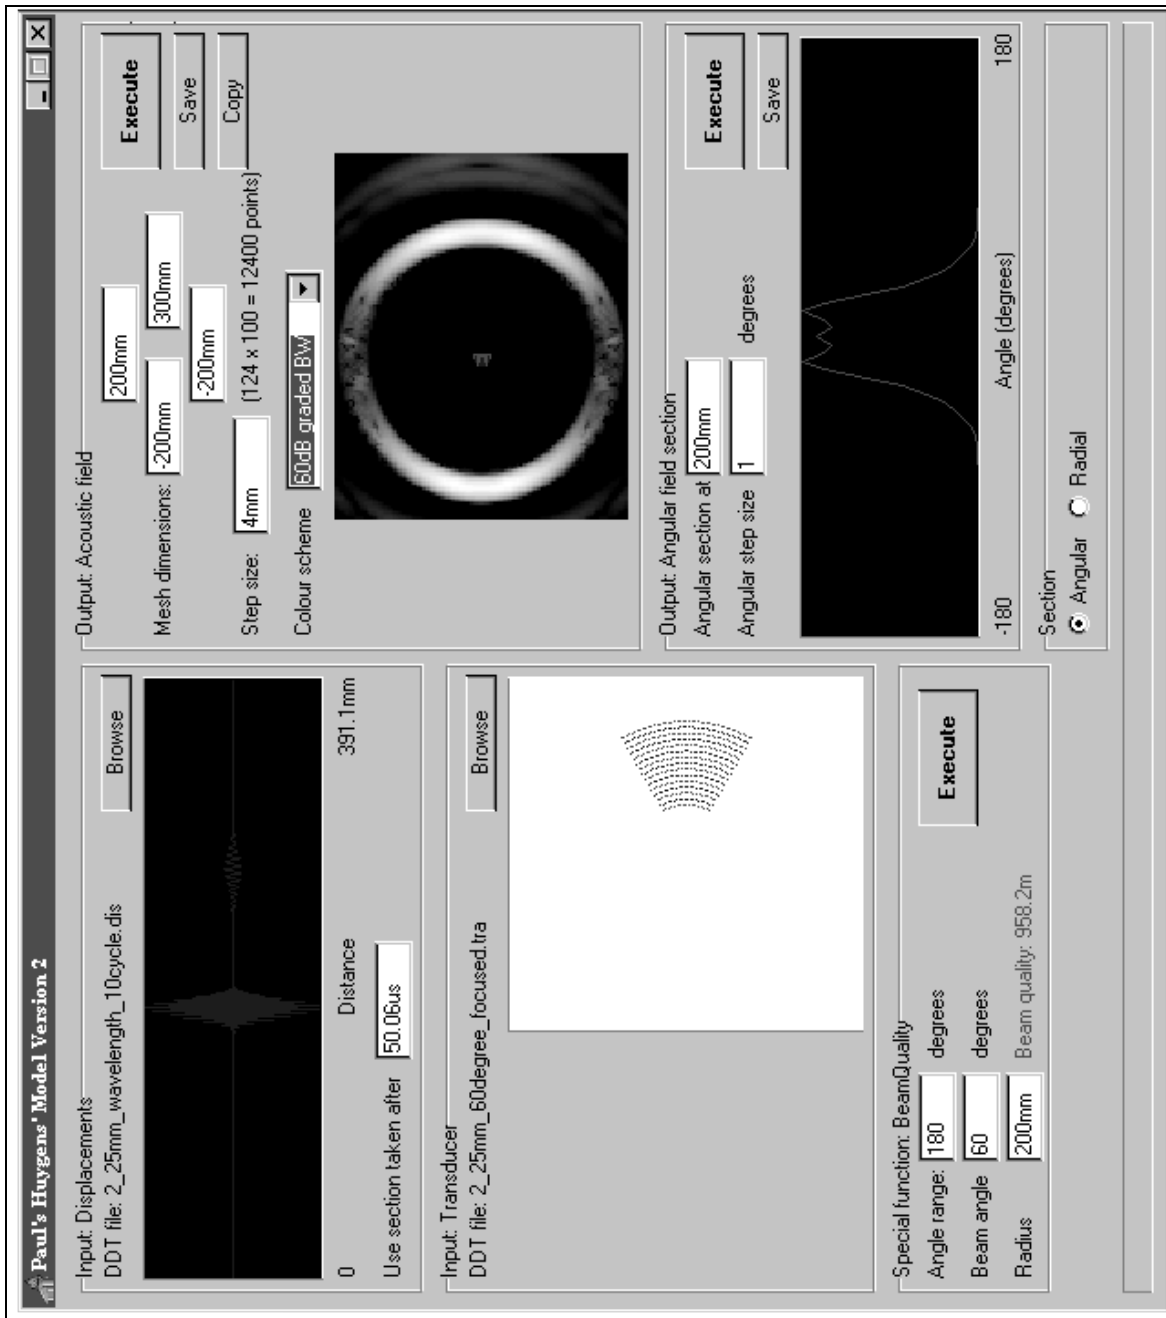 Paul's Huygens' Model Version 2
Input: Displacements
DDT file: 2_25mm_wavelength_10cycle.dis
Browse
0
Distance
391.1mm
Use section taken after
50.06us
Input: Transducer
DDT file: 2_25mm_60degree_focused.tra
Browse
Special function: BeamQuality
Angle range:
180
degrees
Beam angle
60
degrees
Radius
200mm
Beam quality: 958.2m
Execute
Output: Acoustic field
200mm
Execute
Mesh dimensions:
-200mm
300mm
Save
-200mm
Copy
Step size:
4mm
(124 x 100 = 12400 points)
Colour scheme
60dB graded BW
Output: Angular field section
Angular section at
200mm
Execute
Angular step size
1
degrees
Save
-180
Angle (degrees)
180
Section
Angular
Radial